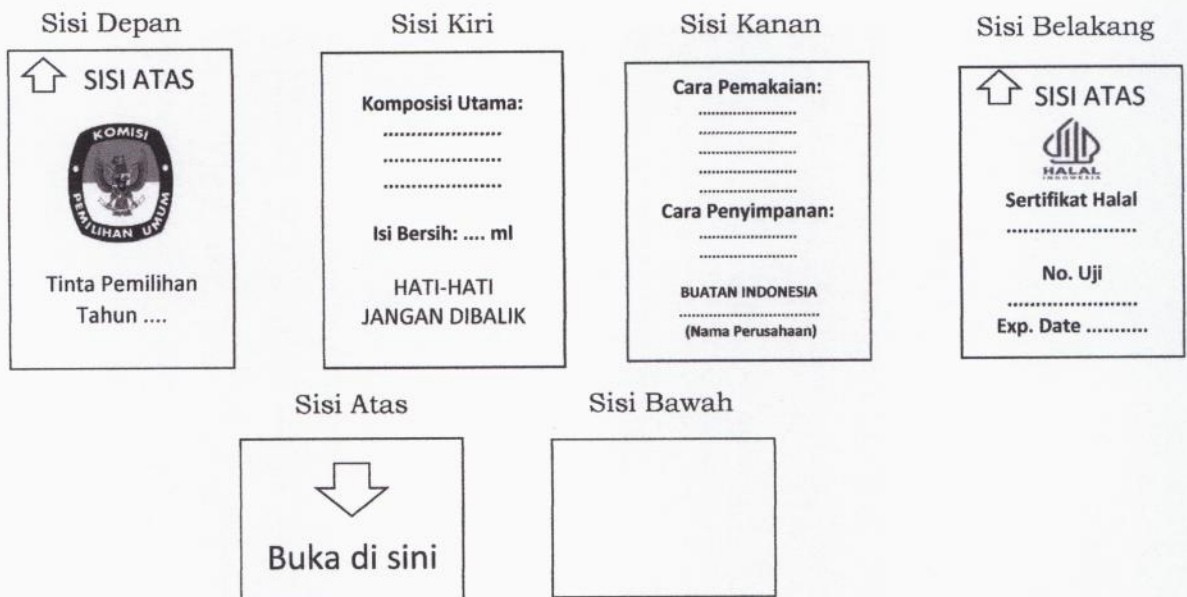 Sisi Depan
SISI ATAS
KOMISI
PEMILIHAN UMUM
Tinta Pemilihan
Tahun ....
Sisi Kiri
Komposisi Utama:
......................
......................
......................
Isi Bersih: .... ml
HATI-HATI
JANGAN DIBALIK
Sisi Kanan
Cara Pemakaian:
......................
......................
......................
......................
......................
Cara Penyimpanan:
......................
......................
BUATAN INDONESIA
................................
(Nama Perusahaan)
Sisi Belakang
SISI ATAS
HALAL
INDONESIA
Sertifikat Halal
........................
No. Uji
........................
Exp. Date ...........
Sisi Atas
Buka di sini
Sisi Bawah